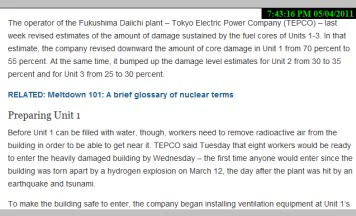 7:43:16 PM 05/04/2011
The operator of the Fukushima Daiichi plant – Tokyo Electric Power Company (TEPCO) – last
week revised estimates of the amount of damage sustained by the fuel cores of Units 1-3. In that
estimate, the company revised downward the amount of core damage in Unit 1 from 70 percent to
55 percent. At the same time, it bumped up the damage level estimates for Unit 2 from 30 to 35
percent and for Unit 3 from 25 to 30 percent.
RELATED: Meltdown 101: A brief glossary of nuclear terms
Preparing Unit 1
Before Unit 1 can be filled with water, though, workers need to remove radioactive air from the
building in order to be able to get near it. TEPCO said Tuesday that eight workers would be ready
to enter the heavily damaged building by Wednesday – the first time anyone would enter since the
building was torn apart by a hydrogen explosion on March 12, the day after the plant was hit by an
earthquake and tsunami.
To make the building safe to enter, the company began installing ventilation equipment at Unit 1's